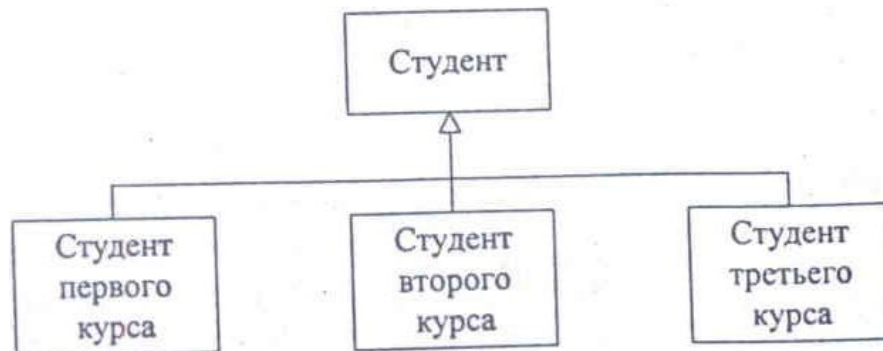 Студент
Студент
первого
курса
Студент
второго
курса
Студент
третьего
курса